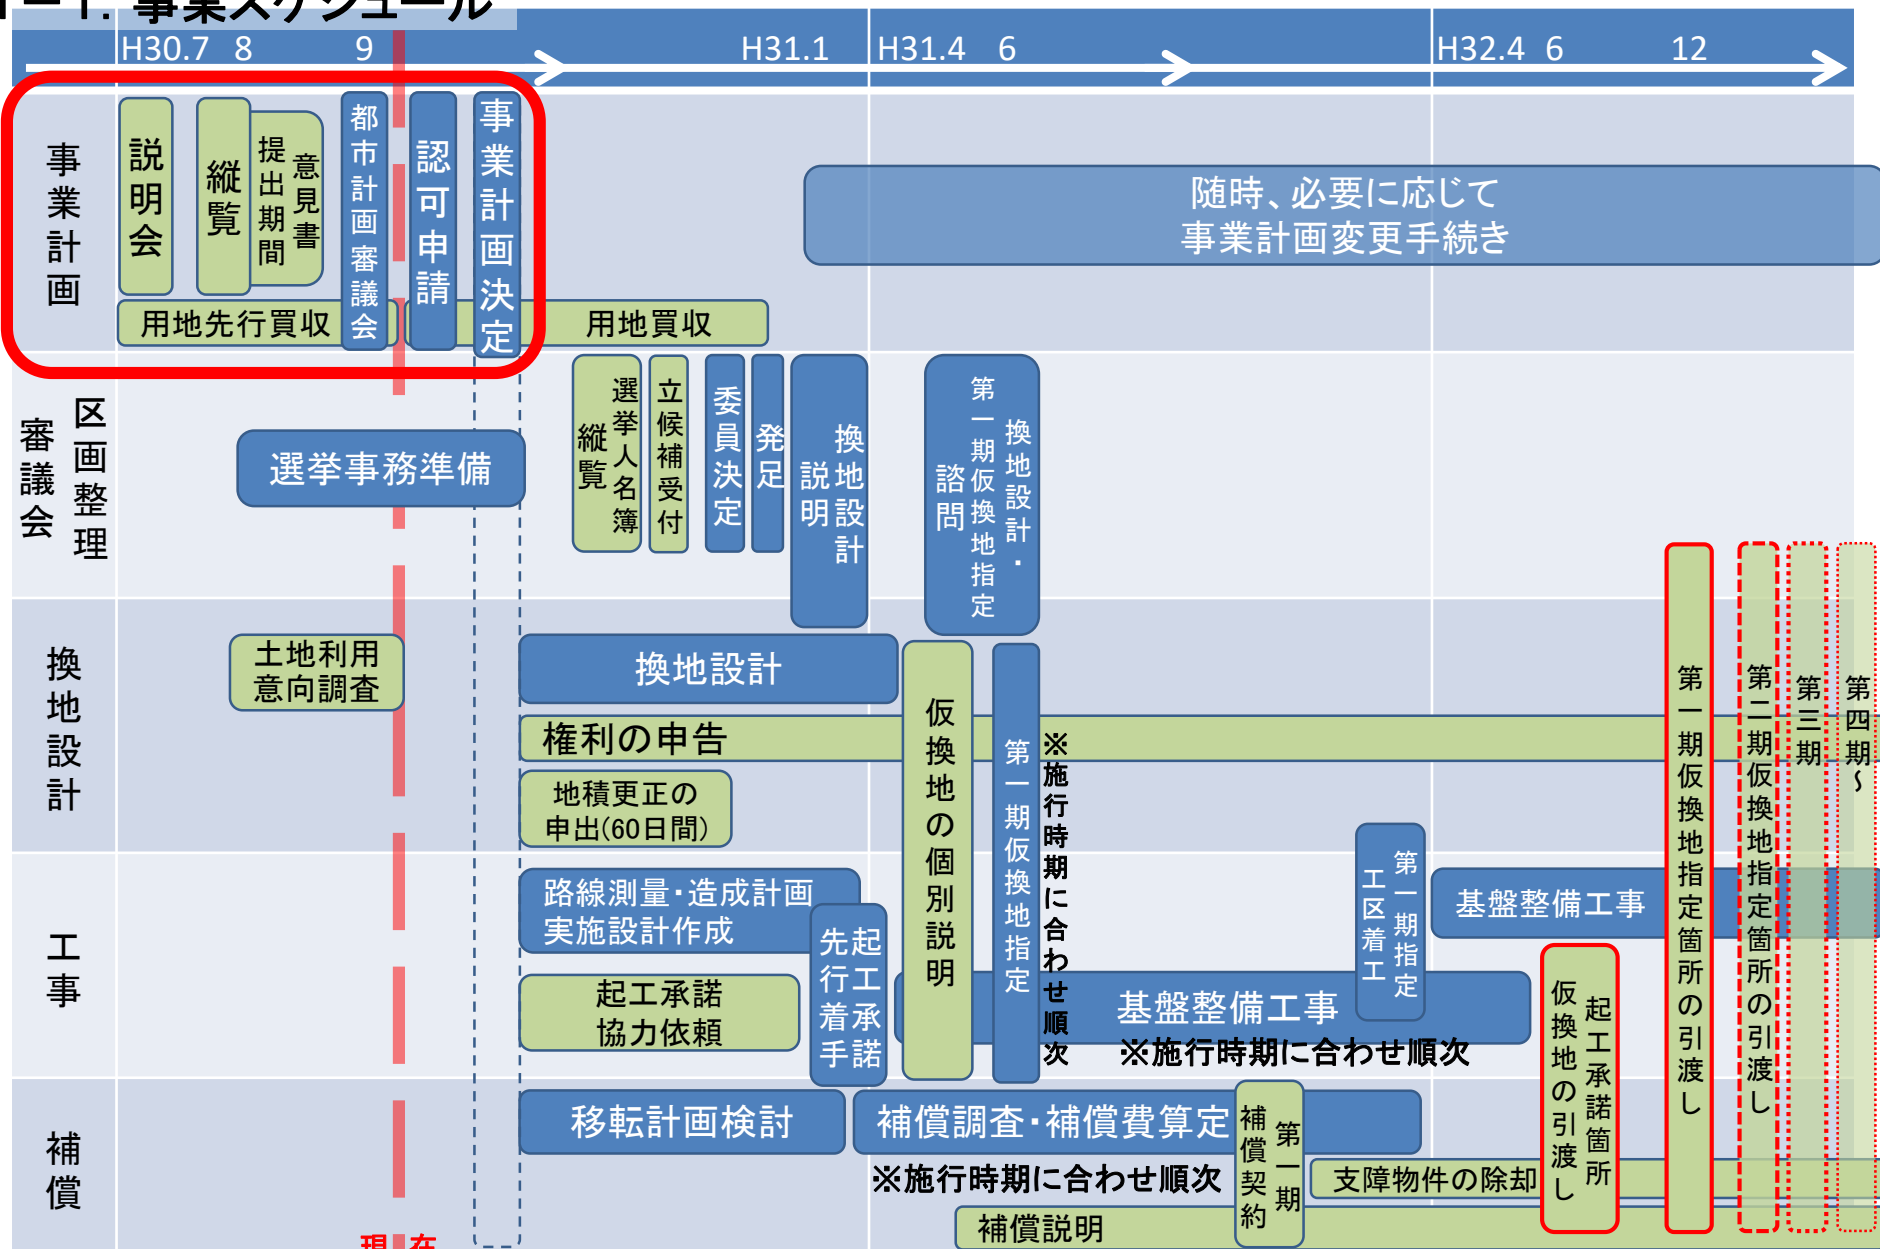 1-1. 事業スケジュール
H30.7 8 9 H31.1 H31.4 6 H32.4 6 12
事業計画
説明会
縦覧
意見書
提出期間
都市計画審議会
認可申請
事業計画決定
随時、必要に応じて
事業計画変更手続き
用地先行買収
用地買収
区画整理
審議会
選挙事務準備
選挙人名簿
縦覧
立候補受付
委員決定
発足
換地設計
説明
換地設計・
第一期仮換地指定
諮問
換地設計
土地利用
意向調査
換地設計
権利の申告
地積更正の
申出(60日間)
仮換地の個別説明
第一期仮換地指定
※施行時期に合わせ順次
工事
路線測量・造成計画
実施設計作成
起工承諾
協力依頼
起工承諾
先行着手
基盤整備工事
※施行時期に合わせ順次
第一期指定
工区着工
基盤整備工事
起工承諾箇所
仮換地の引渡し
第一期仮換地指定箇所の引渡し
第二期仮換地指定箇所の引渡し
第三期
第四期~
補償
移転計画検討
補償調査・補償費算定
※施行時期に合わせ順次
第一期
補償契約
支障物件の除却
補償説明
現在